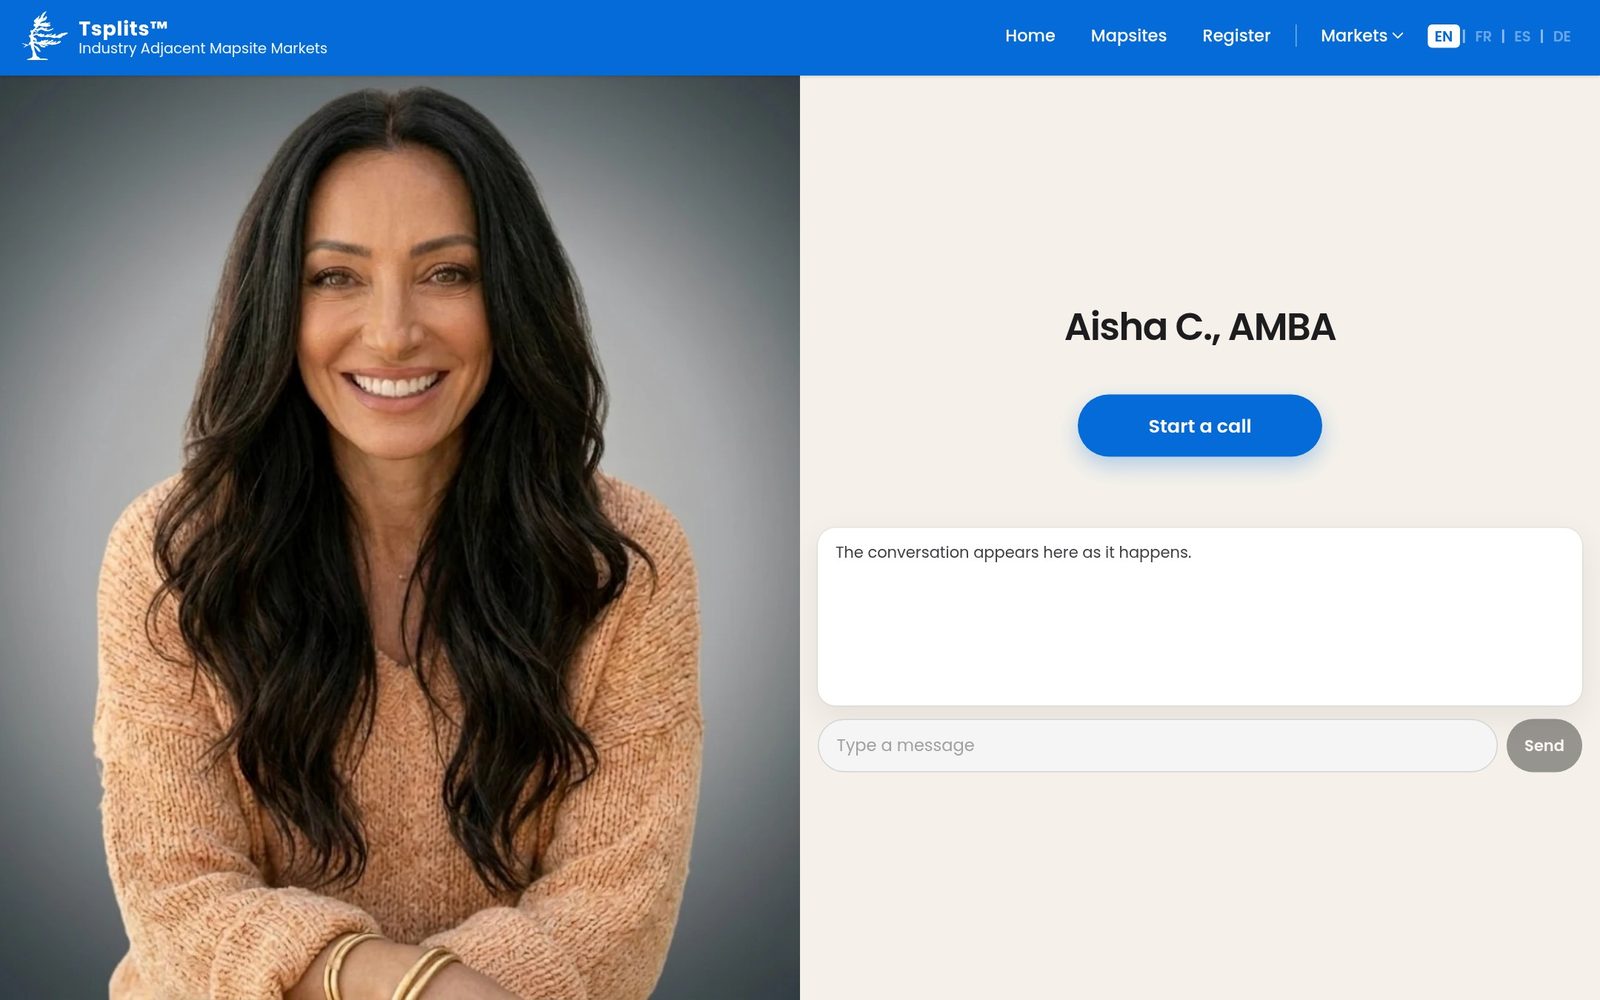 Tsplits™
Industry Adjacent Mapsite Markets
Home
Mapsites
Register
Markets
EN | FR | ES | DE
Aisha C., AMBA
Start a call
The conversation appears here as it happens.
Type a message
Send